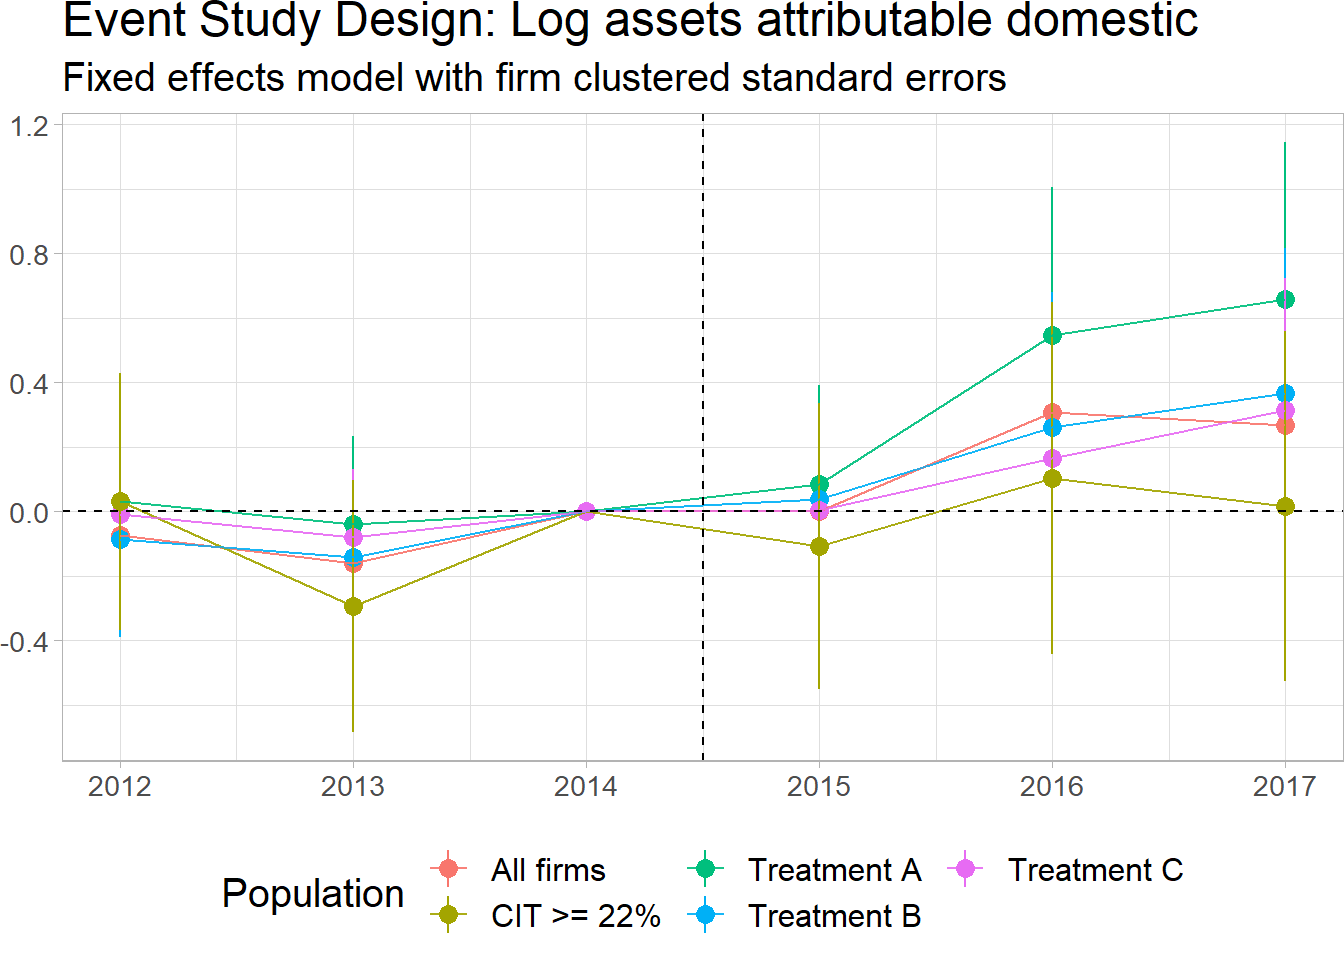 Event Study Design: Log assets attributable domestic
Fixed effects model with firm clustered standard errors
1.2
0.8
0.4
0.0
-0.4
2012 2013 2014 2015 2016 2017
Population
All firms Treatment A Treatment C
CIT >= 22% Treatment B